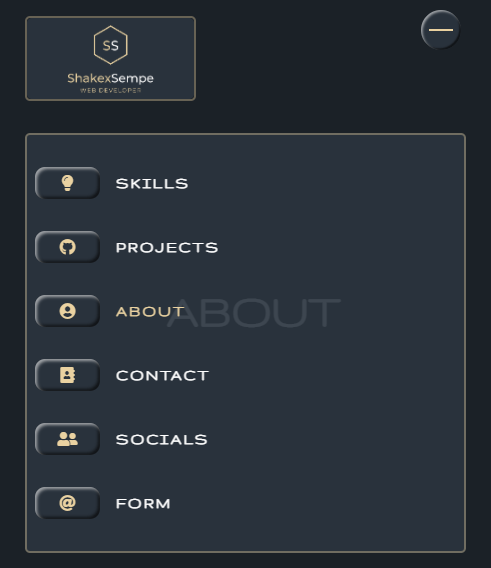 SS
ShakexSempe
WEB DEVELOPER
SKILLS
PROJECTS
ABOUT ABOUT
CONTACT
SOCIALS
FORM